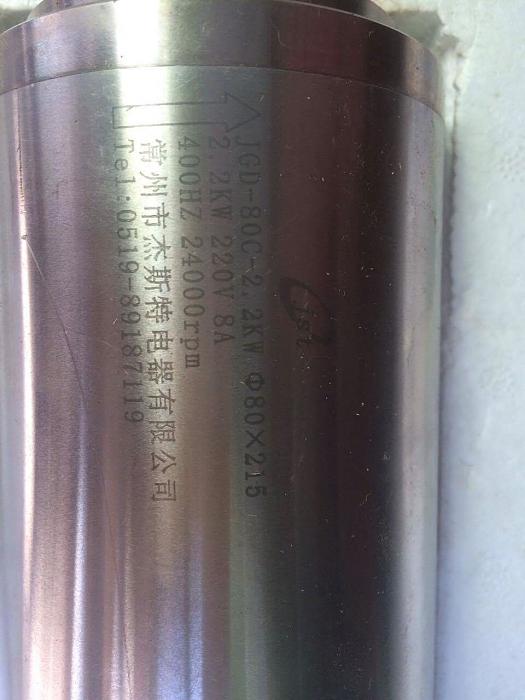 Jist
JGD-80C-2.2KW Φ80×215
2.2KW 220V 8A
400HZ 24000rpm
常州市杰斯特电器有限公司
Tel:0519-89187119